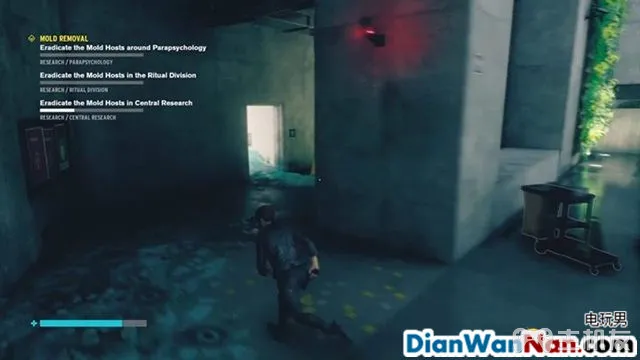 MOLD REMOVAL
Eradicate the Mold Hosts around Parapsychology
RESEARCH / PARAPSYCHOLOGY
Eradicate the Mold Hosts in the Ritual Division
RESEARCH / RITUAL DIVISION
Eradicate the Mold Hosts in Central Research
RESEARCH / CENTRAL RESEARCH
电玩男
DianWanNan.com